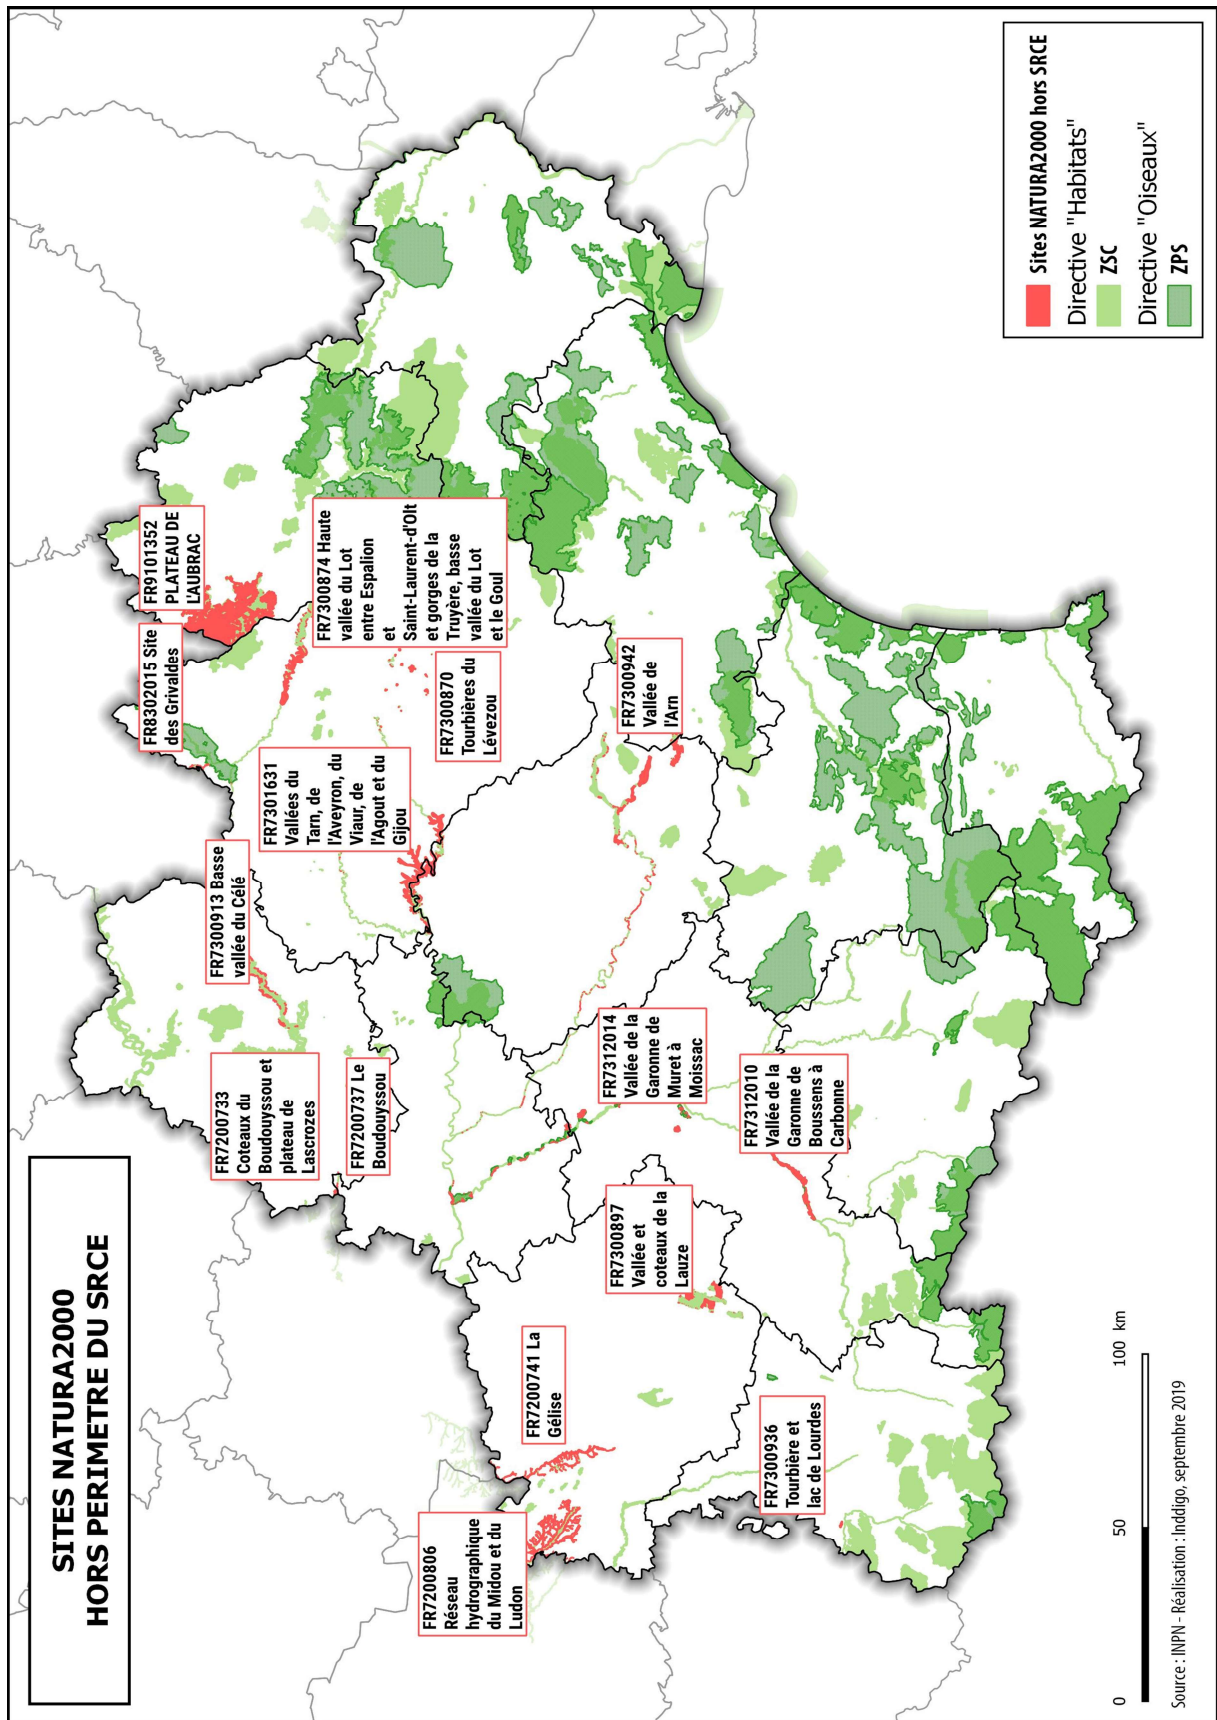 SITES NATURA2000
HORS PERIMETRE DU SRCE
FR7200806
Réseau
hydrographique
du Midou et du
Ludon
FR7200741 La
Gélise
FR7300936
Tourbière et
lac de Lourdes
FR7200733
Coteaux du
Boudouyssou et
plateau de
Lascrozes
FR7200737 Le
Boudouyssou
FR7300897
Vallée et
coteaux de la
Lauze
FR7312010
Vallée de la
Garonne de
Boussens à
Carbonne
FR7312014
Vallée de la
Garonne de
Muret à
Moissac
FR7300913 Basse
vallée du Célé
FR7301631
Vallées du
Tarn, de
l'Aveyron, du
Viaur, de
l'Agout et du
Gijou
FR8302015 Site
des Grivaldes
FR7300870
Tourbières du
Lévezou
FR7300942
Vallée de
l'Arn
FR9101352
PLATEAU DE
L'AUBRAC
FR7300874 Haute
vallée du Lot
entre Espalion
et
Saint-Laurent-d'Olt
et gorges de la
Truyère, basse
vallée du Lot
et le Goul
Sites NATURA2000 hors SRCE
Directive "Habitats"
ZSC
Directive "Oiseaux"
ZPS
0 50 100 km
Source : INPN - Réalisation : Inddigo, septembre 2019